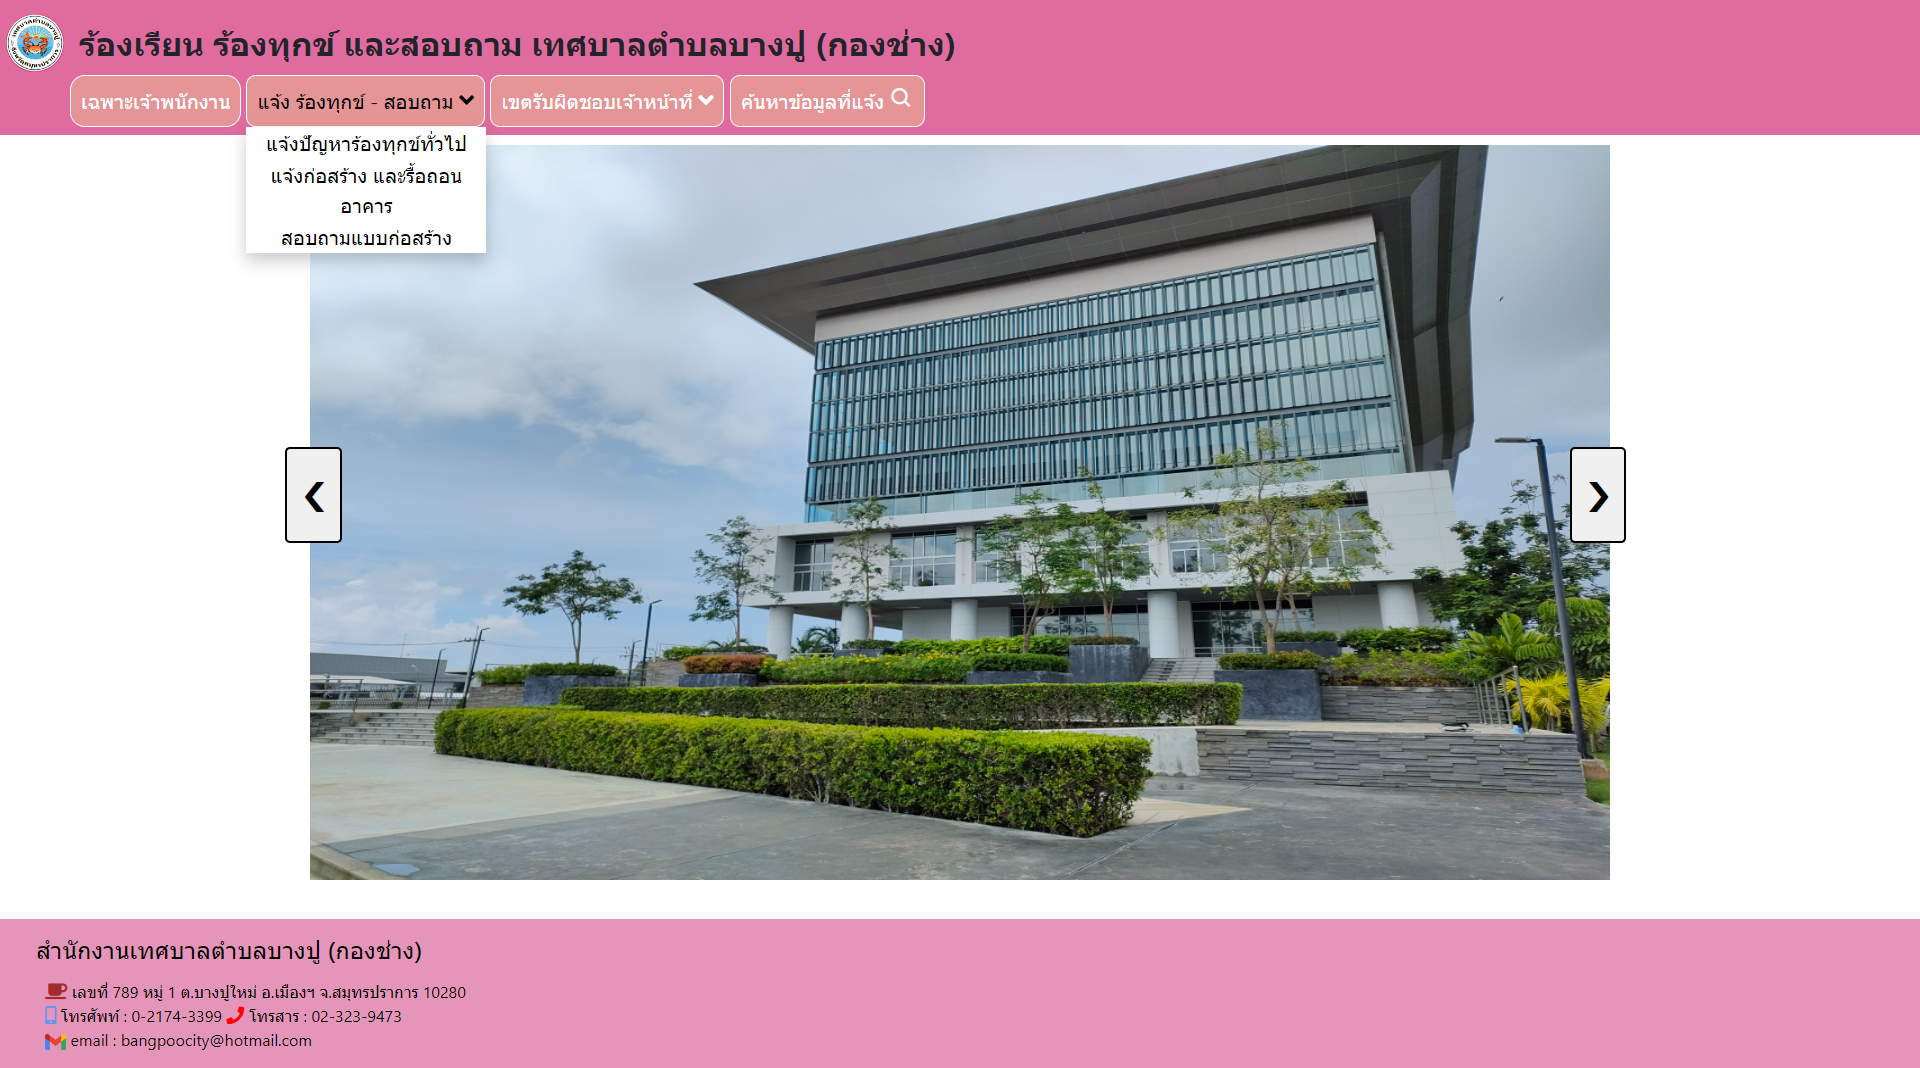 ร้องเรียน ร้องทุกข์ และสอบถาม เทศบาลตำบลบางปู (กองช่าง)
เฉพาะเจ้าพนักงาน
แจ้ง ร้องทุกข์ - สอบถาม
เขตรับผิดชอบเจ้าหน้าที่
ค้นหาข้อมูลที่แจ้ง
แจ้งปัญหาร้องทุกข์ทั่วไป
แจ้งก่อสร้าง และรื้อถอน
อาคาร
สอบถามแบบก่อสร้าง
สำนักงานเทศบาลตำบลบางปู (กองช่าง)
เลขที่ 789 หมู่ 1 ต.บางปูใหม่ อ.เมืองฯ จ.สมุทรปราการ 10280
โทรศัพท์ : 0-2174-3399 โทรสาร : 02-323-9473
email : bangpoocity@hotmail.com